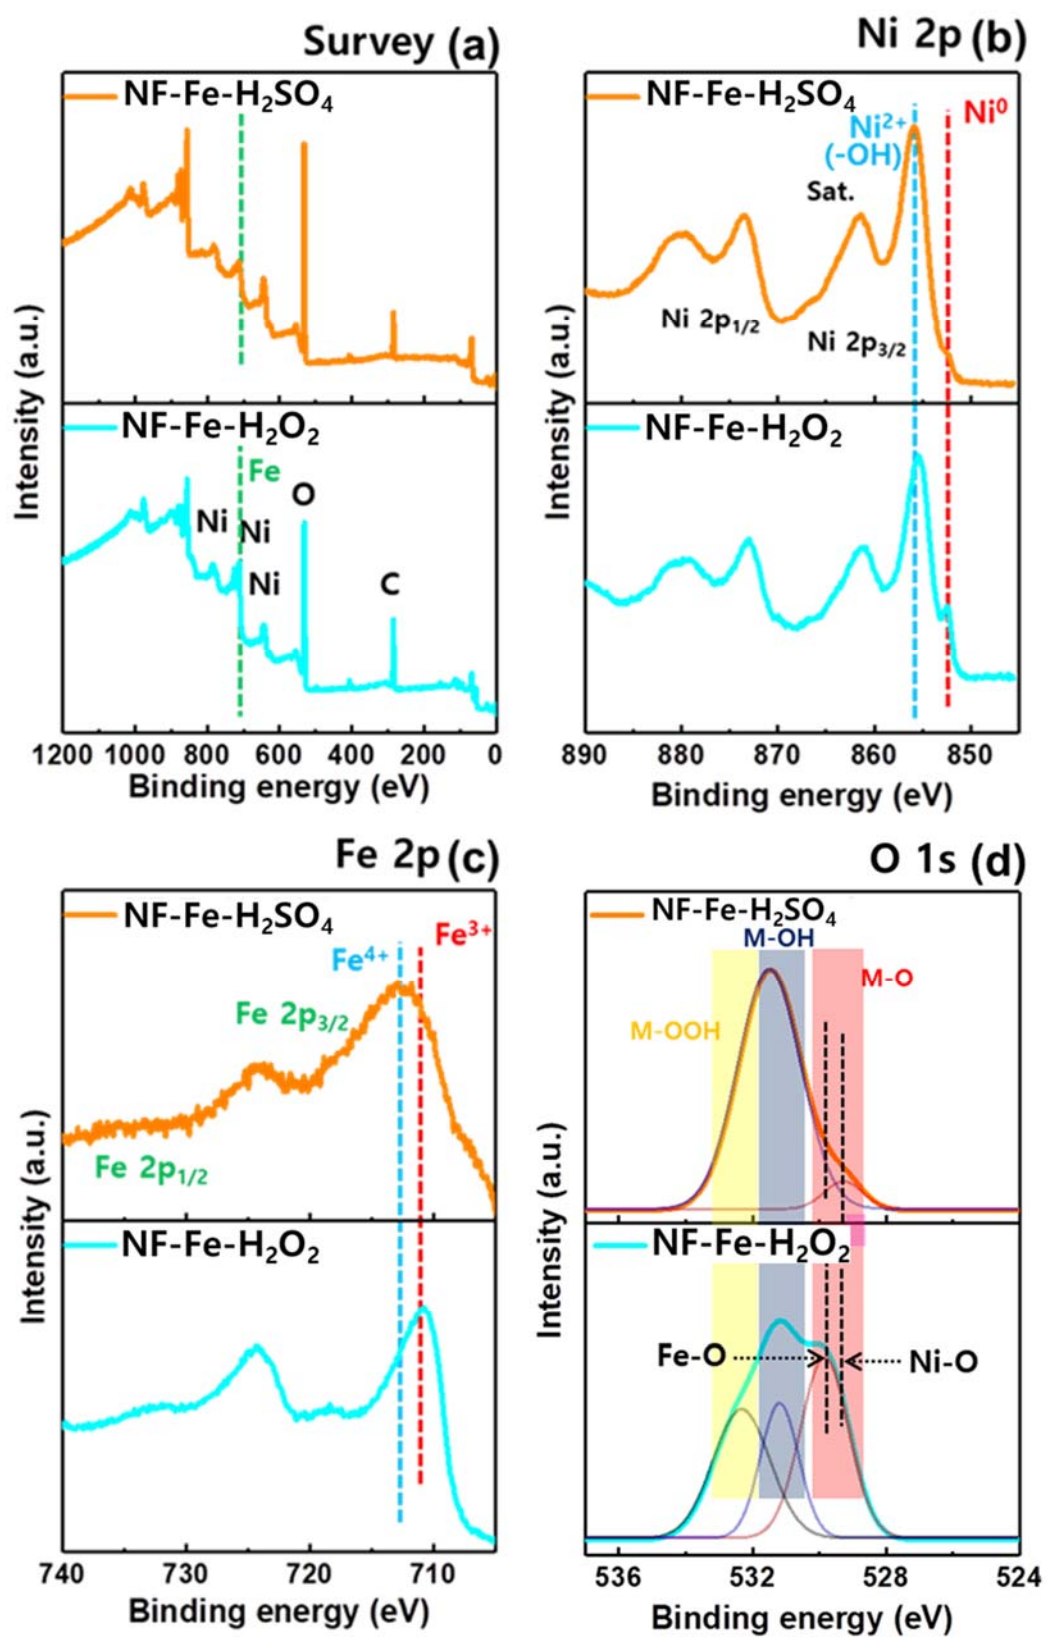 Survey (a)
NF-Fe-H₂SO₄
Intensity (a.u.)
NF-Fe-H₂O₂
Fe
O
Ni
Ni
Ni
C
Intensity (a.u.)
1200 1000 800 600 400 200 0
Binding energy (eV)
Ni 2p (b)
NF-Fe-H₂SO₄
Ni²⁺
(-OH)
Ni⁰
Sat.
Ni 2p₁/₂
Ni 2p₃/₂
Intensity (a.u.)
NF-Fe-H₂O₂
Intensity (a.u.)
890 880 870 860 850
Binding energy (eV)
Fe 2p (c)
NF-Fe-H₂SO₄
Fe³⁺
Fe⁴⁺
Fe 2p₃/₂
Fe 2p₁/₂
Intensity (a.u.)
NF-Fe-H₂O₂
Intensity (a.u.)
740 730 720 710
Binding energy (eV)
O 1s (d)
NF-Fe-H₂SO₄
M-OH
M-O
M-OOH
Intensity (a.u.)
NF-Fe-H₂O₂
Fe-O
Ni-O
Intensity (a.u.)
536 532 528 524
Binding energy (eV)